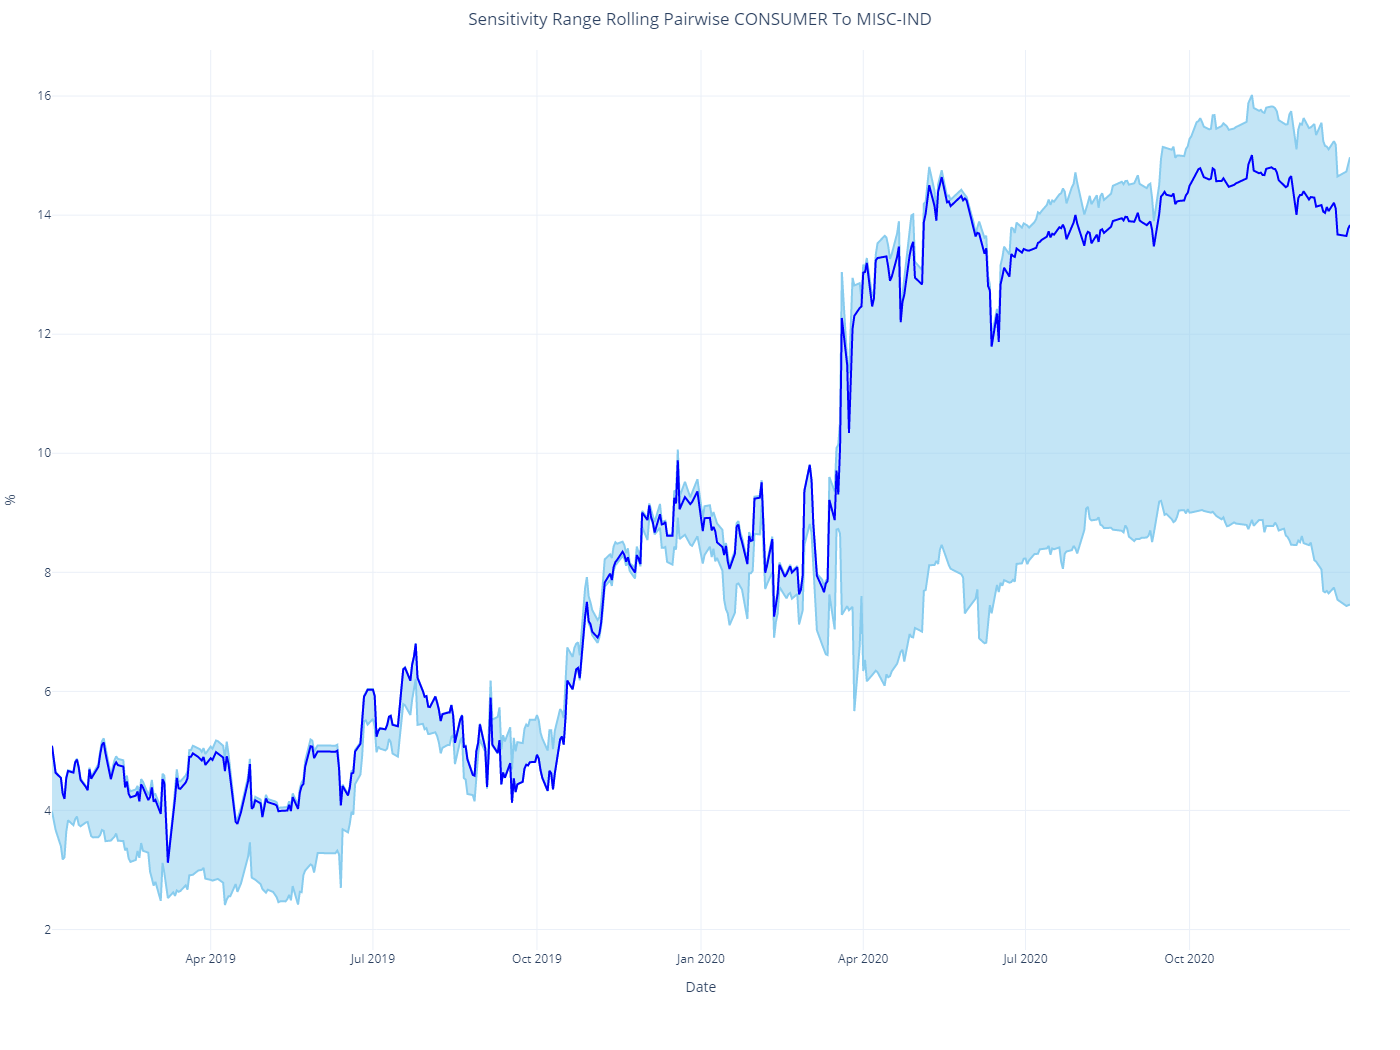 Sensitivity Range Rolling Pairwise CONSUMER To MISC-IND
16
14
12
10
8
6
4
2
%
Apr 2019
Jul 2019
Oct 2019
Jan 2020
Apr 2020
Jul 2020
Oct 2020
Date